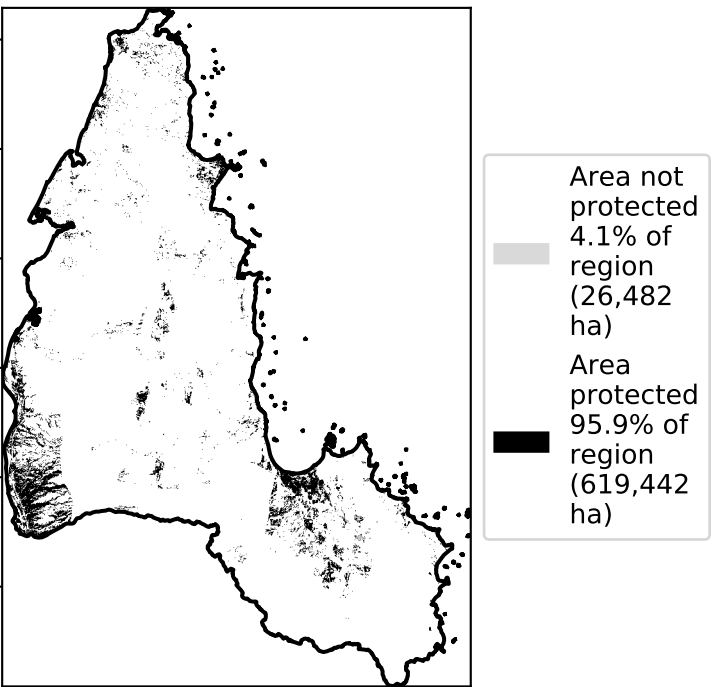 Area not
protected
4.1% of
region
(26,482
ha)
Area
protected
95.9% of
region
(619,442
ha)